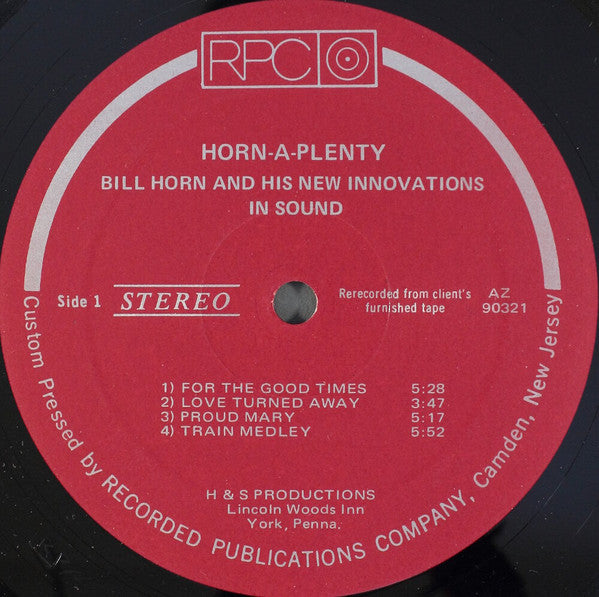 RPC
HORN-A-PLENTY
BILL HORN AND HIS NEW INNOVATIONS
IN SOUND
Side 1 STEREO
Rerecorded from client's
furnished tape
AZ
90321
1) FOR THE GOOD TIMES 5:28
2) LOVE TURNED AWAY 3:47
3) PROUD MARY 5:17
4) TRAIN MEDLEY 5:52
H & S PRODUCTIONS
Lincoln Woods Inn
York, Penna.
Custom Pressed by RECORDED PUBLICATIONS COMPANY, Camden, New Jersey